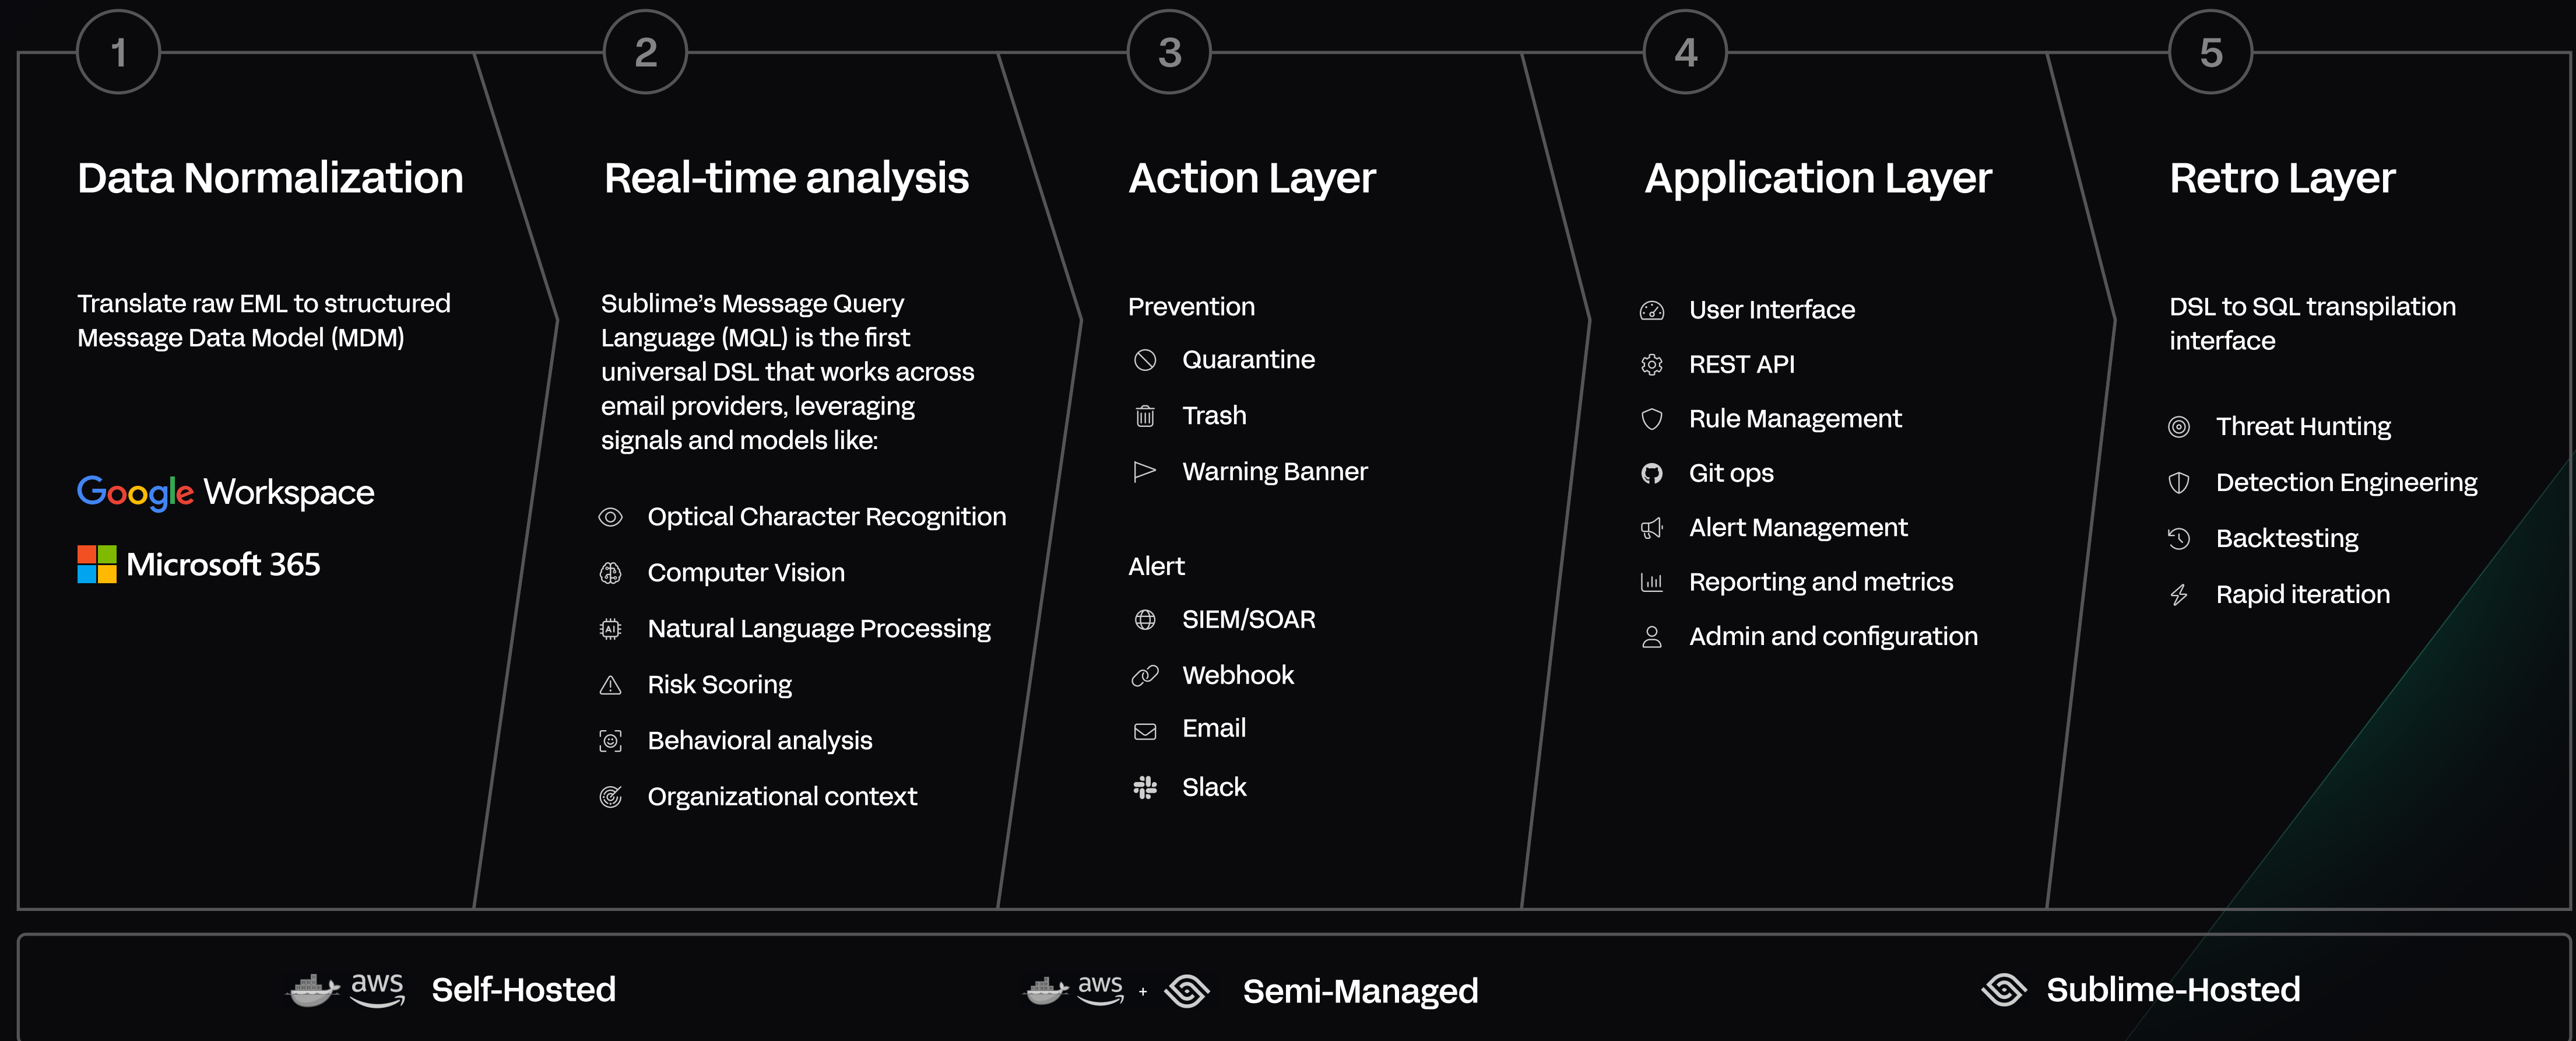 1
Data Normalization
Translate raw EML to structured
Message Data Model (MDM)
Google Workspace
Microsoft 365
2
Real-time analysis
Sublime’s Message Query
Language (MQL) is the first
universal DSL that works across
email providers, leveraging
signals and models like:
Optical Character Recognition
Computer Vision
AI Natural Language Processing
Risk Scoring
Behavioral analysis
Organizational context
3
Action Layer
Prevention
Quarantine
Trash
Warning Banner
Alert
SIEM/SOAR
Webhook
Email
Slack
4
Application Layer
User Interface
REST API
Rule Management
Git ops
Alert Management
Reporting and metrics
Admin and configuration
5
Retro Layer
DSL to SQL transpilation
interface
Threat Hunting
Detection Engineering
Backtesting
Rapid iteration
aws Self-Hosted
aws + Semi-Managed
Sublime-Hosted